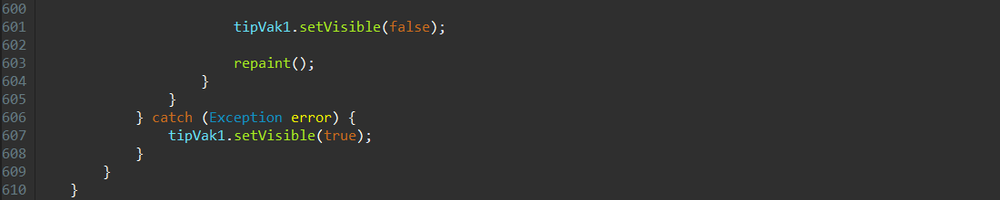 600
601 tipVak1.setVisible(false);
602
603 repaint();
604 }
605 }
606 } catch (Exception error) {
607 tipVak1.setVisible(true);
608 }
609 }
610 }